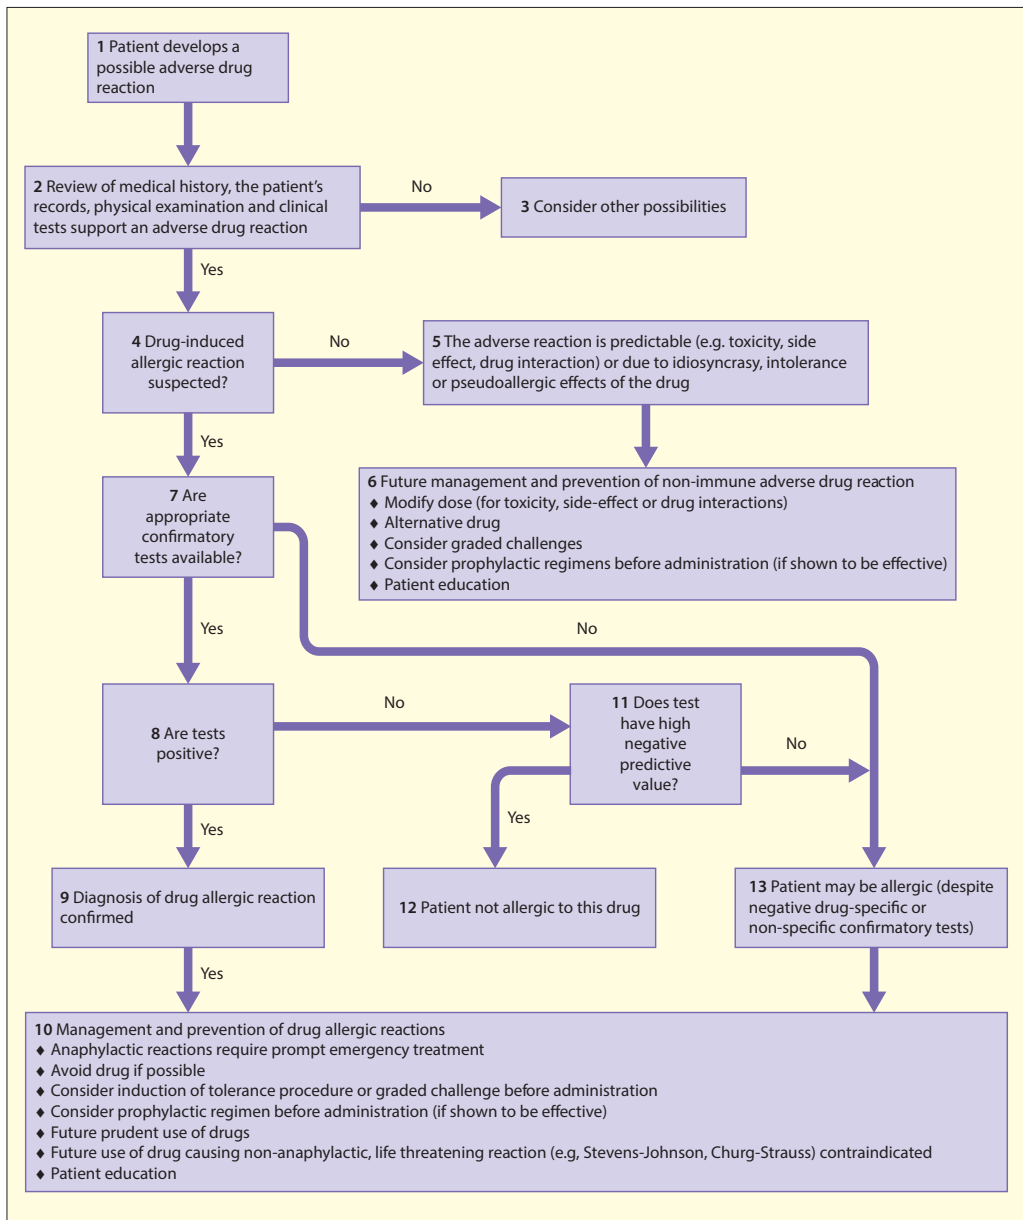 1 Patient develops a
possible adverse drug
reaction
2 Review of medical history, the patient's
records, physical examination and clinical
tests support an adverse drug reaction
No
3 Consider other possibilities
Yes
4 Drug-induced
allergic reaction
suspected?
No
5 The adverse reaction is predictable (e.g. toxicity, side
effect, drug interaction) or due to idiosyncrasy, intolerance
or pseudoallergic effects of the drug
Yes
6 Future management and prevention of non-immune adverse drug reaction
♦ Modify dose (for toxicity, side-effect or drug interactions)
♦ Alternative drug
♦ Consider graded challenges
♦ Consider prophylactic regimens before administration (if shown to be effective)
♦ Patient education
7 Are
appropriate
confirmatory
tests available?
Yes
No
8 Are tests
positive?
No
11 Does test
have high
negative
predictive
value?
No
Yes
Yes
9 Diagnosis of drug allergic reaction
confirmed
12 Patient not allergic to this drug
13 Patient may be allergic (despite
negative drug-specific or
non-specific confirmatory tests)
Yes
10 Management and prevention of drug allergic reactions
♦ Anaphylactic reactions require prompt emergency treatment
♦ Avoid drug if possible
♦ Consider induction of tolerance procedure or graded challenge before administration
♦ Consider prophylactic regimen before administration (if shown to be effective)
♦ Future prudent use of drugs
♦ Future use of drug causing non-anaphylactic, life threatening reaction (e.g, Stevens-Johnson, Churg-Strauss) contraindicated
♦ Patient education